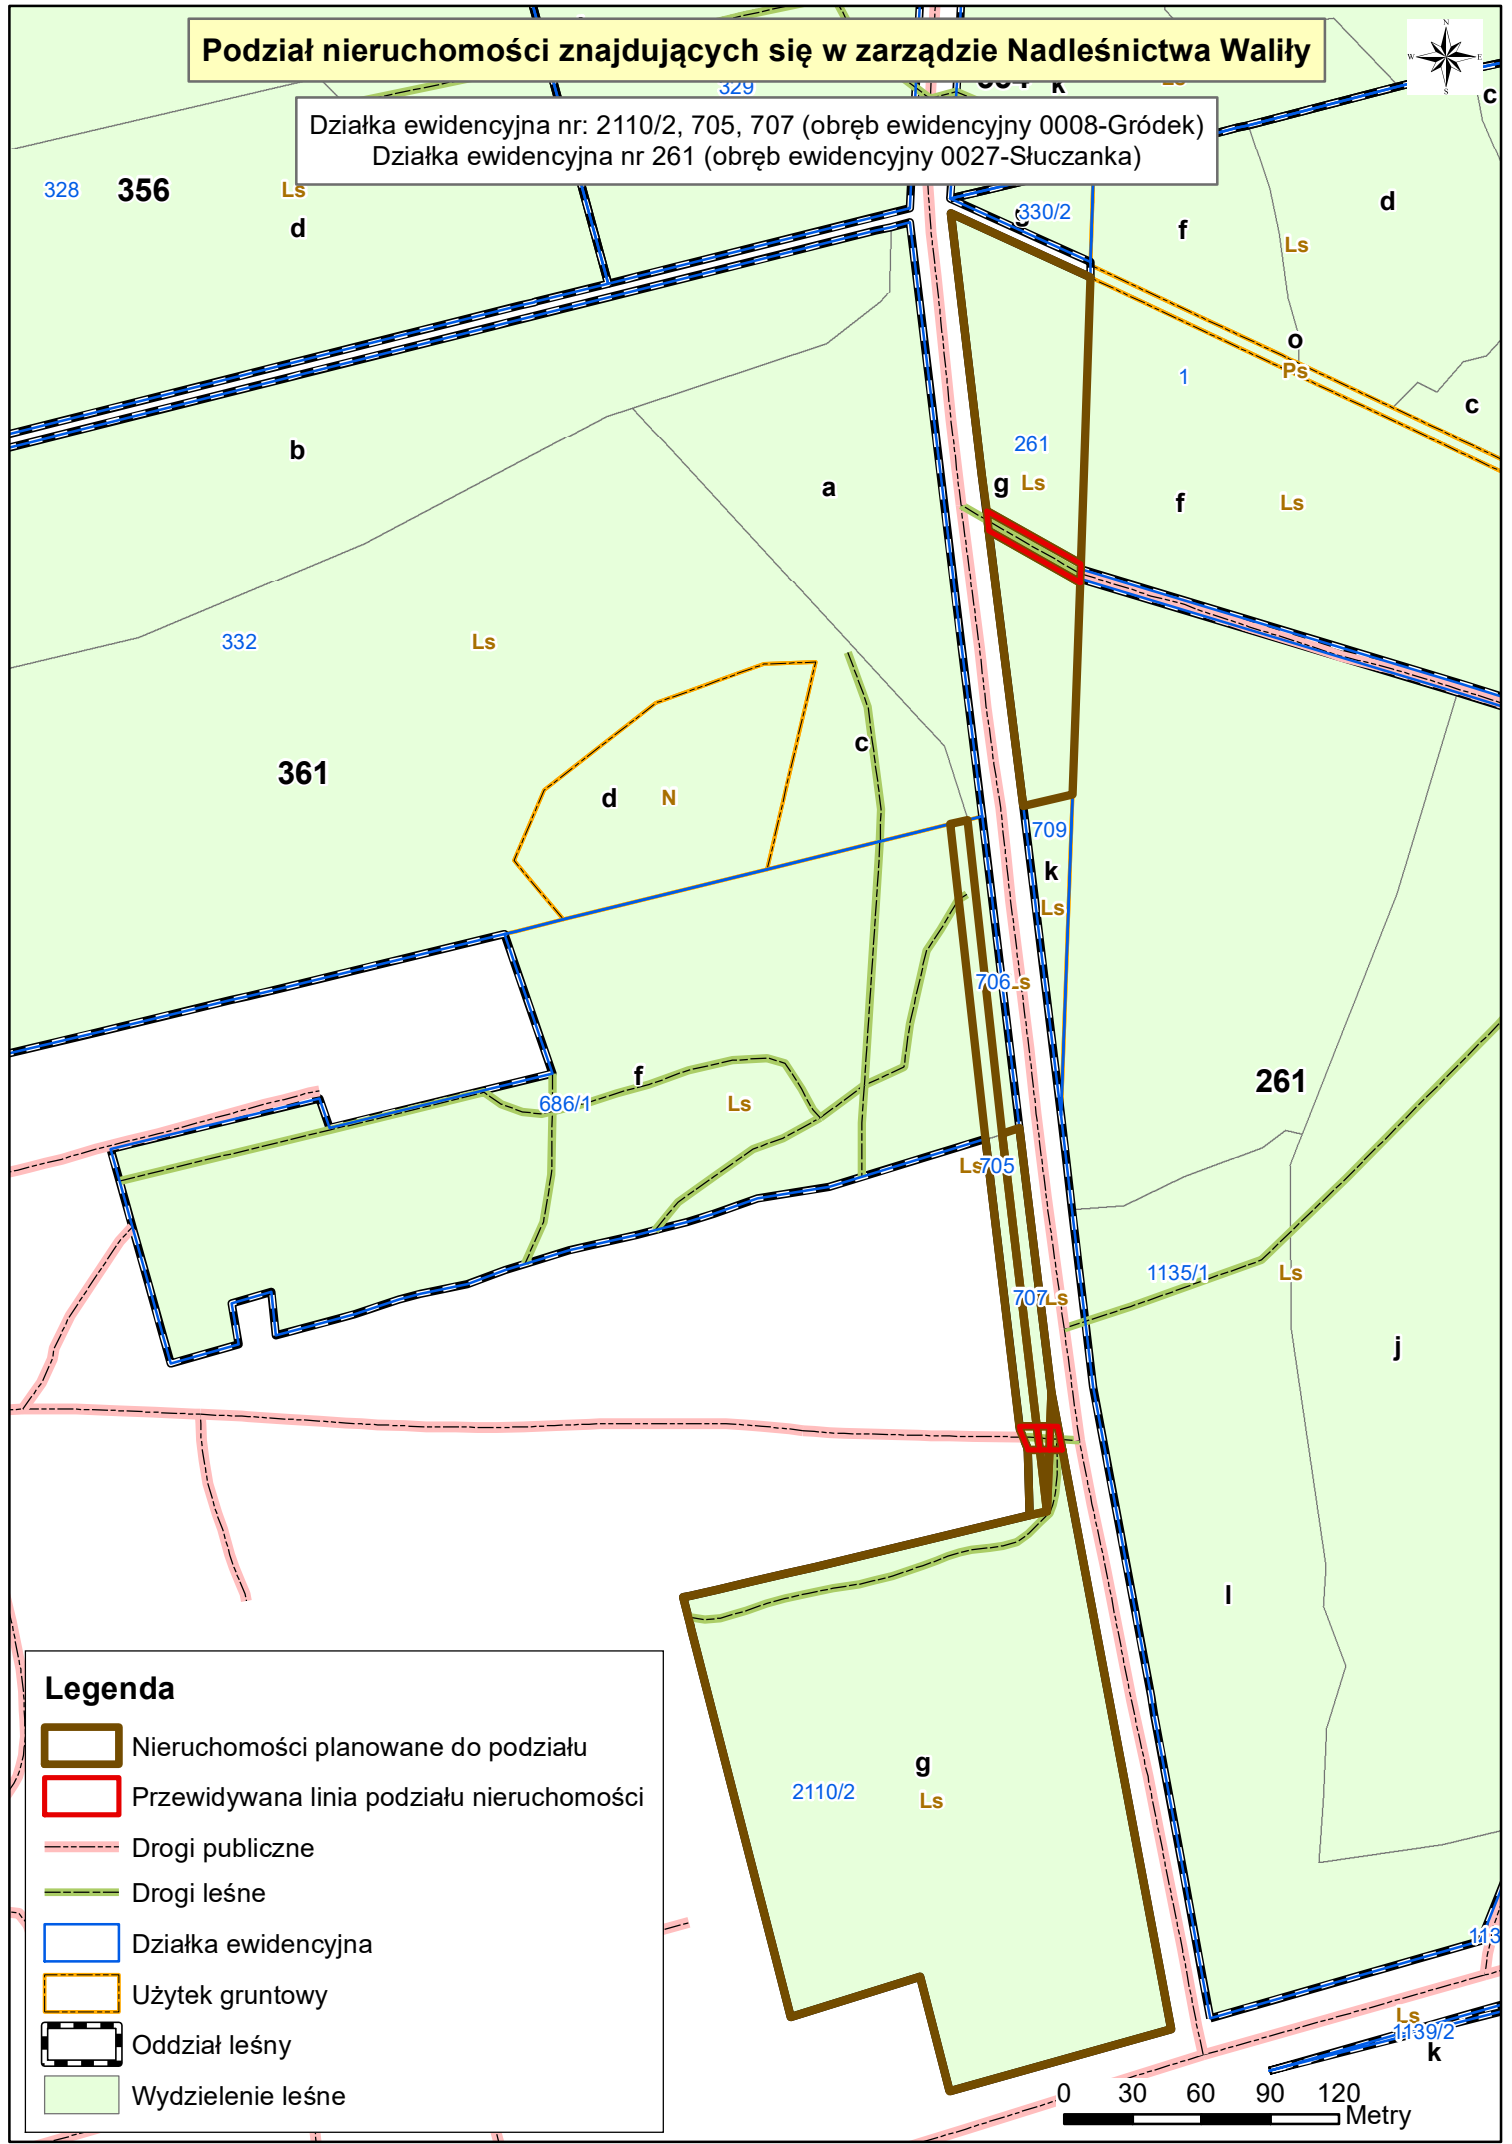 Podział nieruchomości znajdujących się w zarządzie Nadleśnictwa Waliły
N
W
E
S
Działka ewidencyjna nr: 2110/2, 705, 707 (obręb ewidencyjny 0008-Gródek)
Działka ewidencyjna nr 261 (obręb ewidencyjny 0027-Słuczanka)
329
k
c
328
356
Ls
d
330/2
f
d
Ls
o
Ps
1
c
b
a
261
g
Ls
f
Ls
332
Ls
361
c
d
N
709
k
Ls
706
Ls
f
686/1
Ls
261
Ls
705
1135/1
Ls
707
Ls
j
l
g
2110/2
Ls
113
Ls
1139/2
k
Legenda
Nieruchomości planowane do podziału
Przewidywana linia podziału nieruchomości
Drogi publiczne
Drogi leśne
Działka ewidencyjna
Użytek gruntowy
Oddział leśny
Wydzielenie leśne
0 30 60 90 120
Metry